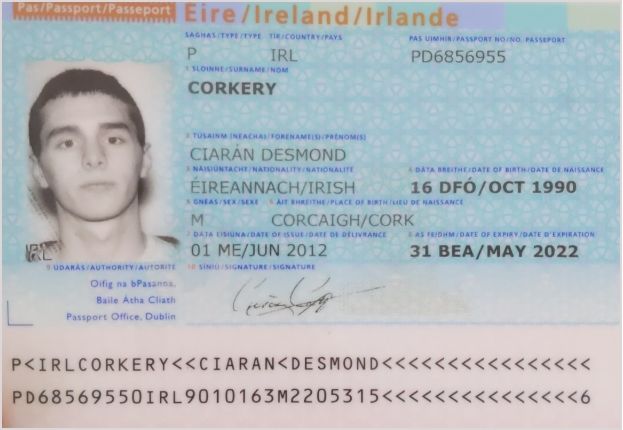 Pas/Passport/Passeport Éire/Ireland/Irlande
SAGHAS/TYPE/TYPE TÍR/COUNTRY/PAYS PAS UIMHIR/PASSPORT NO/NO. PASSEPORT
P IRL PD6856955
1 SLOINNE/SURNAME/NOM
CORKERY
2 TUSAINM (NEACHA)/FORENAME(S)/PRÉNOM(S)
CIARÁN DESMOND
3 NÁISIÚNTACHT/NATIONALITY/NATIONALITÉ 4 DÁTA BREITHE/DATE OF BIRTH/DATE DE NAISSANCE
ÉIREANNACH/IRISH 16 DFÓ/OCT 1990
5 GNÉAS/SEX/SEXE 6 ÁIT BHREITHE/PLACE OF BIRTH/LIEU DE NAISSANCE
M CORCAIGH/CORK
7 DÁTA EISIÚNA/DATE OF ISSUE/DATE DE DÉLIVRANCE 8 AS FEIDHM/DATE OF EXPIRY/DATE D'EXPIRATION
01 ME/JUN 2012 31 BEA/MAY 2022
9 ÚDARÁS/AUTHORITY/AUTORITÉ 10 SÍNIÚ/SIGNATURE/SIGNATURE
Oifig na bPasanna,
Baile Átha Cliath
Passport Office, Dublin
P<IRLCORKERY<<CIARAN<DESMOND<<<<<<<<<<<<<<<<
PD68569550IRL9010163M2205315<<<<<<<<<<<<<<<6